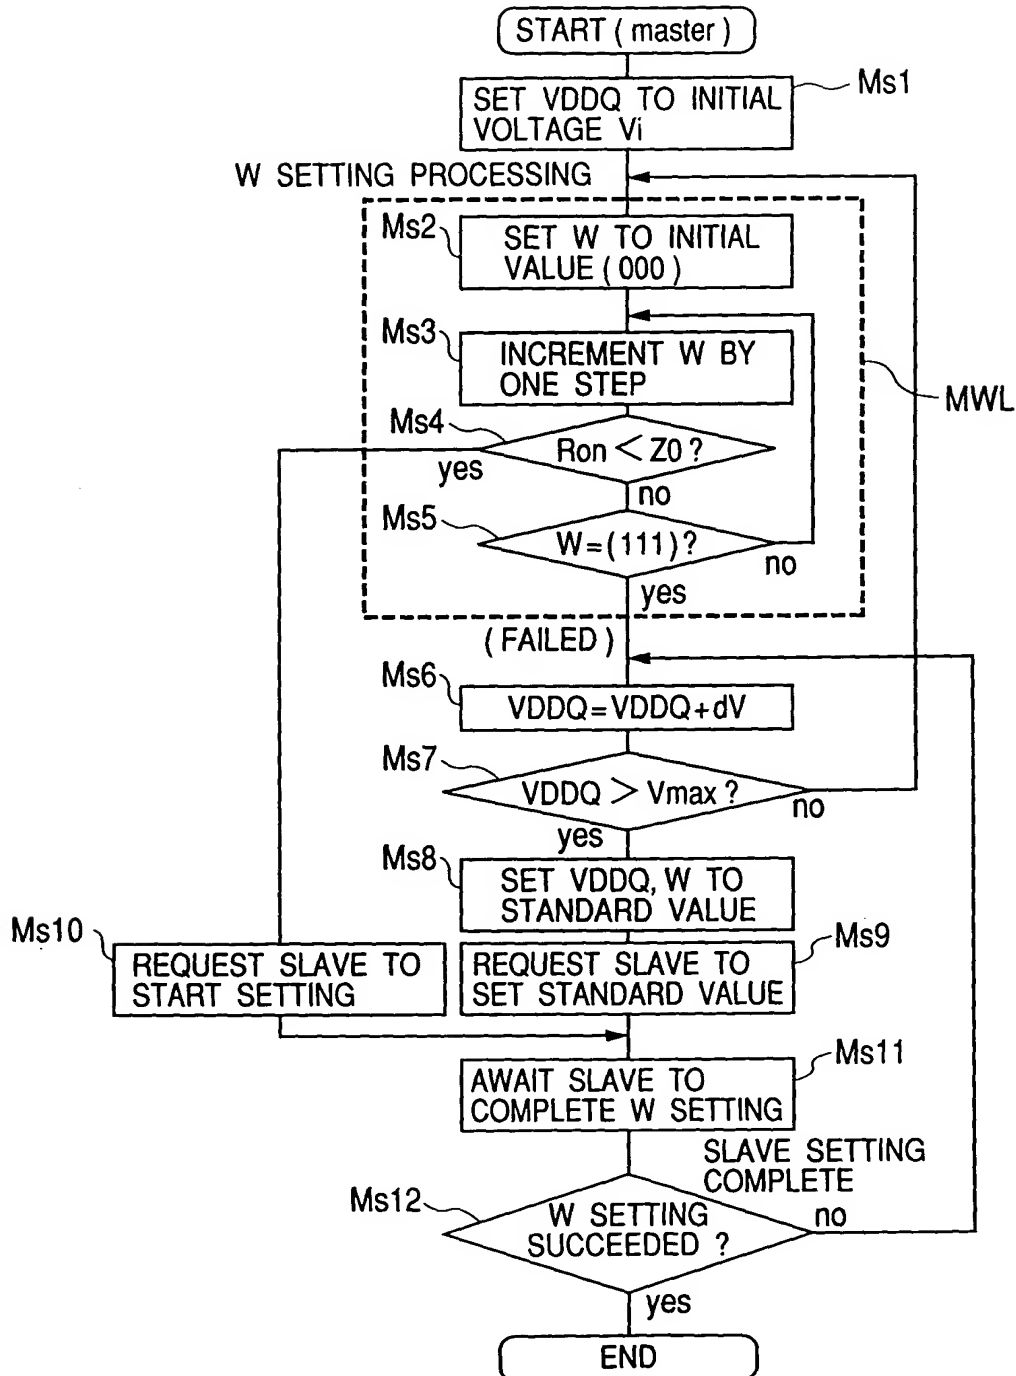 START ( master )
Ms1
SET VDDQ TO INITIAL
VOLTAGE Vi
W SETTING PROCESSING
Ms2
SET W TO INITIAL
VALUE ( 000 )
Ms3
INCREMENT W BY
ONE STEP
MWL
Ms4
Ron < Z0 ?
yes
no
Ms5
W = ( 111 ) ?
no
yes
( FAILED )
Ms6
VDDQ=VDDQ+dV
Ms7
VDDQ > Vmax ?
no
yes
Ms8
SET VDDQ, W TO
STANDARD VALUE
Ms10
REQUEST SLAVE TO
START SETTING
Ms9
REQUEST SLAVE TO
SET STANDARD VALUE
Ms11
AWAIT SLAVE TO
COMPLETE W SETTING
SLAVE SETTING
COMPLETE
Ms12
W SETTING
SUCCEEDED ?
no
yes
END